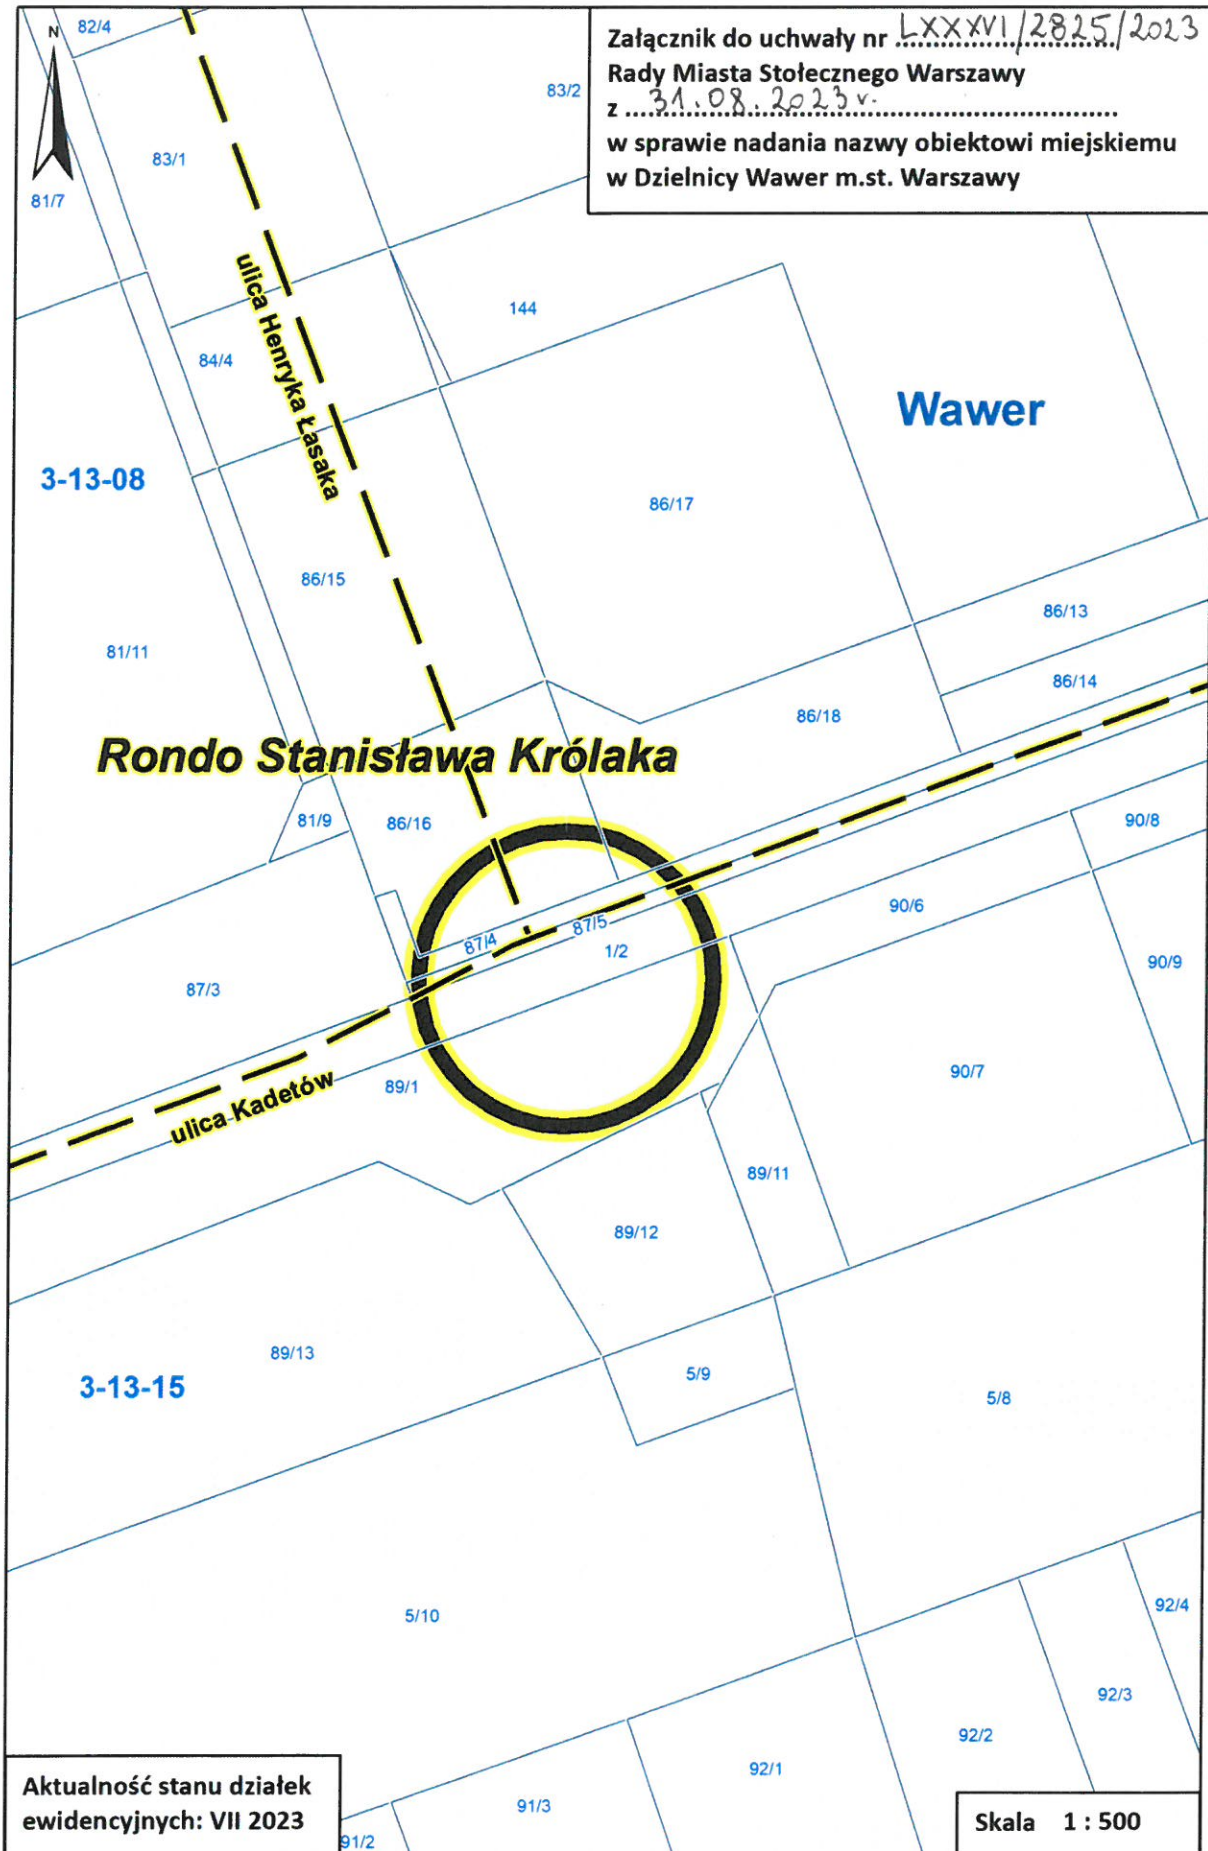 Załącznik do uchwały nr LXXXVI/2825/2023
Rady Miasta Stołecznego Warszawy
z 31.08.2023 r.
w sprawie nadania nazwy obiektowi miejskiemu
w Dzielnicy Wawer m.st. Warszawy
N
82/4
83/2
83/1
81/7
ulica Henryka Łasaka
144
84/4
Wawer
3-13-08
86/17
86/15
86/13
81/11
86/14
86/18
Rondo Stanisława Królaka
81/9
86/16
90/8
90/6
87/4
87/5
1/2
90/9
87/3
89/1
90/7
ulica Kadetów
89/11
89/12
89/13
5/9
3-13-15
5/8
5/10
92/4
92/3
92/2
92/1
91/3
91/2
Aktualność stanu działek
ewidencyjnych: VII 2023
Skala 1 : 500